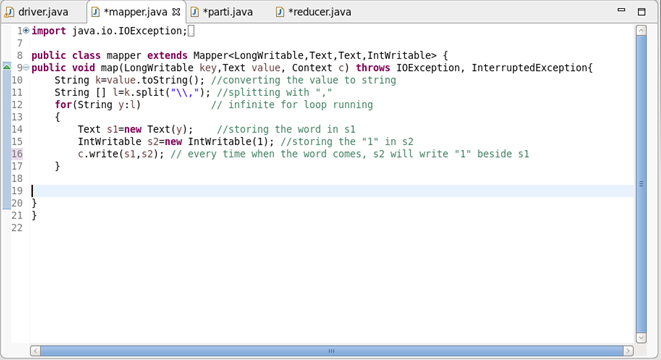 driver.java *mapper.java *parti.java *reducer.java
1 import java.io.IOException;
7
8 public class mapper extends Mapper<LongWritable,Text,Text,IntWritable> {
9 public void map(LongWritable key,Text value, Context c) throws IOException, InterruptedException{
10 String k=value.toString(); //converting the value to string
11 String [] l=k.split("\\,"); //splitting with ","
12 for(String y:l) // infinite for loop running
13 {
14 Text s1=new Text(y); //storing the word in s1
15 IntWritable s2=new IntWritable(1); //storing the "1" in s2
16 c.write(s1,s2); // every time when the word comes, s2 will write "1" beside s1
17 }
18
19
20 }
21 }
22